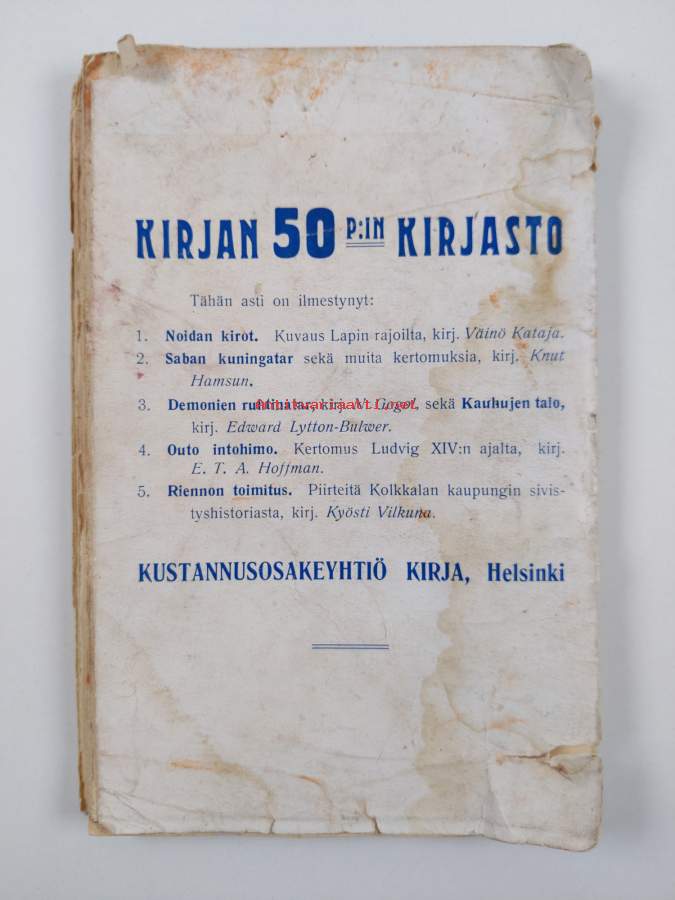 KIRJAN 50 P:IN KIRJASTO
Tähän asti on ilmestynyt:
1. Noidan kirot. Kuvaus Lapin rajoilta, kirj. Väinö Kataja.
2. Saban kuningatar sekä muita kertomuksia, kirj. Knut
Hamsun.
3. Demonien ruhtinatar, kirj. N. Gogol, sekä Kauhujen talo,
kirj. Edward Lytton-Bulwer.
4. Outo intohimo. Kertomus Ludvig XIV:n ajalta, kirj.
E. T. A. Hoffman.
5. Riennon toimitus. Piirteitä Kolkkalan kaupungin sivis-
tyshistoriasta, kirj. Kyösti Vilkuna.
KUSTANNUSOSAKEYHTIÖ KIRJA, Helsinki